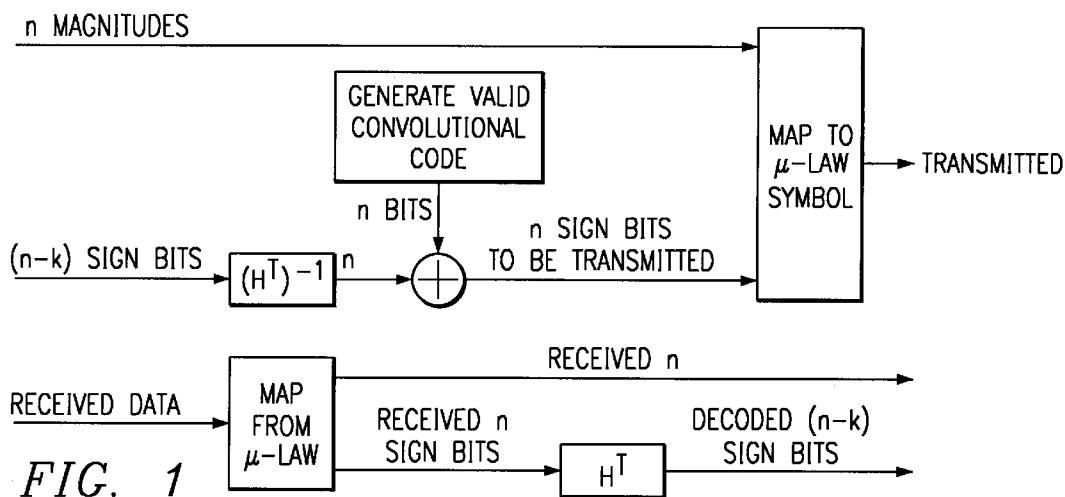 n MAGNITUDES
GENERATE VALID
CONVOLUTIONAL
CODE
MAP TO
μ-LAW
SYMBOL
TRANSMITTED
n BITS
n SIGN BITS
TO BE TRANSMITTED
(n-k) SIGN BITS
(H^T)^-1
n
RECEIVED DATA
MAP
FROM
μ-LAW
RECEIVED n
RECEIVED n
SIGN BITS
H^T
DECODED (n-k)
SIGN BITS
FIG. 1